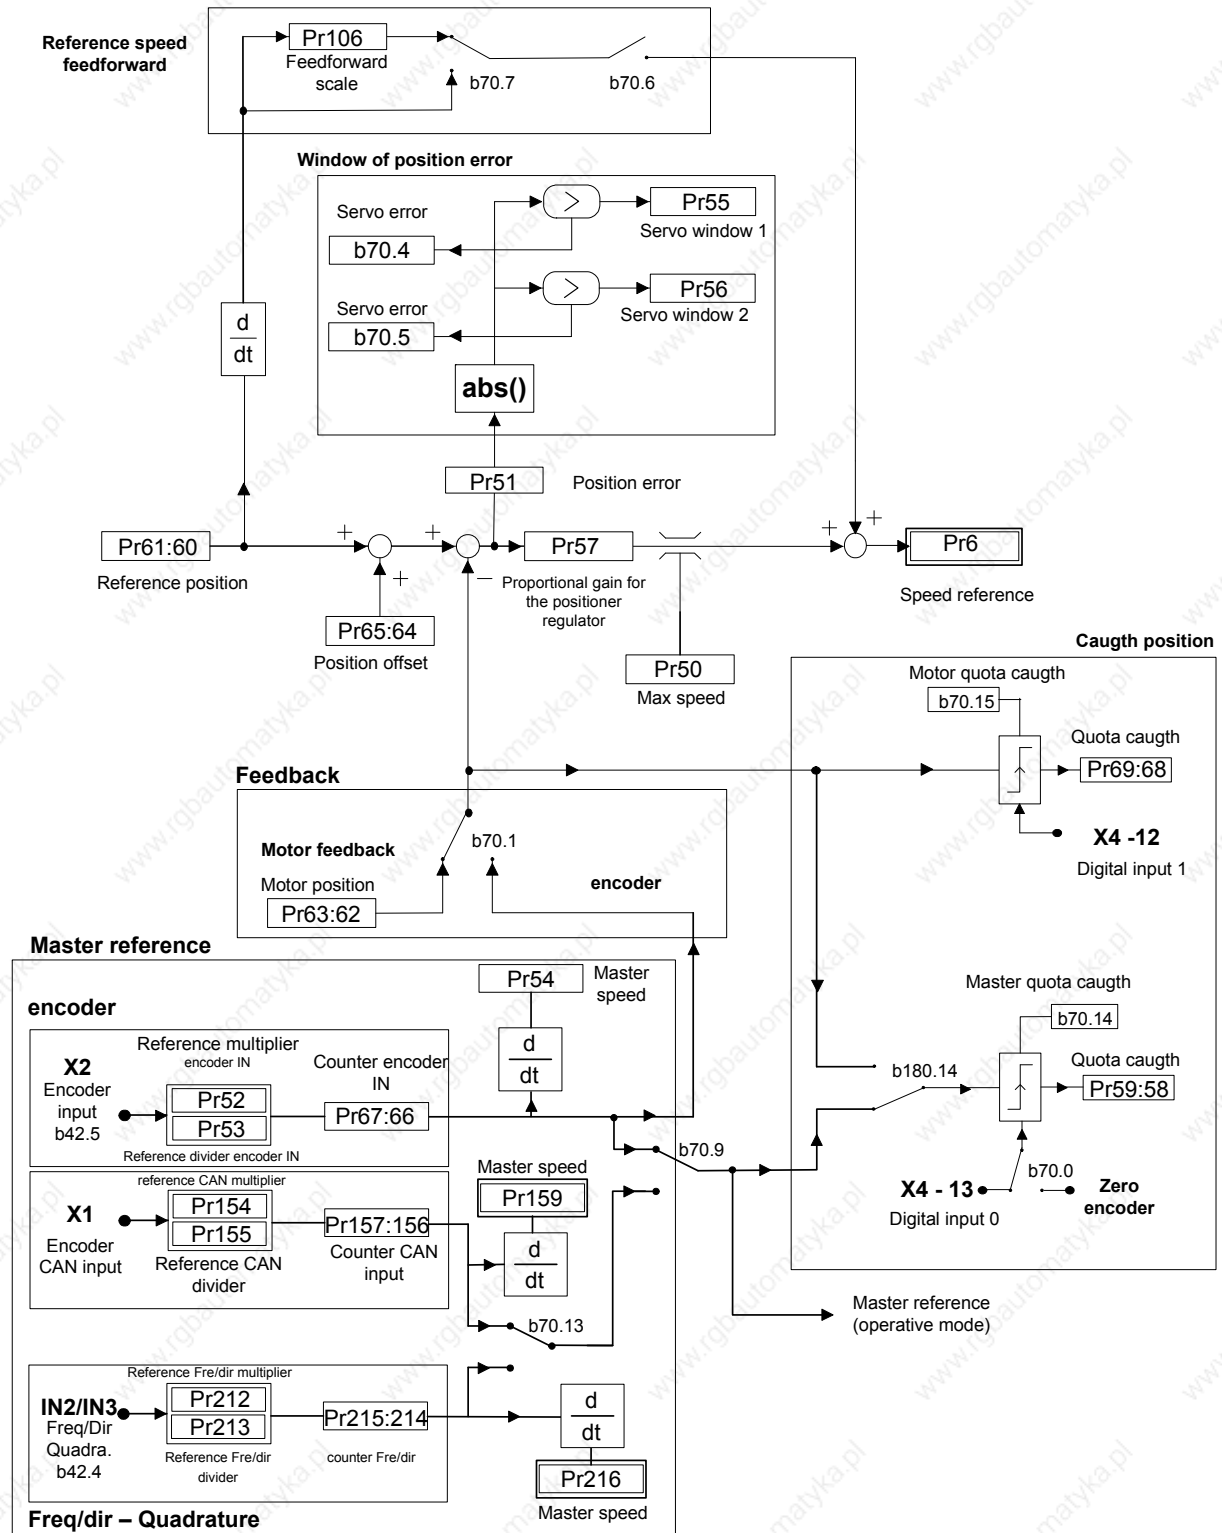 Reference speed
feedforward
Pr106
Feedforward
scale
b70.7
b70.6
Window of position error
Servo error
b70.4
>
Pr55
Servo window 1
Servo error
b70.5
>
Pr56
Servo window 2
d
dt
abs()
Pr51
Position error
Pr61:60
Reference position
+
+
+
−
Pr57
Proportional gain for
the positioner
regulator
+
+
Pr6
Speed reference
Pr65:64
Position offset
Pr50
Max speed
Caugth position
Motor quota caugth
b70.15
Quota caugth
Pr69:68
X4 -12
Digital input 1
Feedback
b70.1
Motor feedback
Motor position
Pr63:62
encoder
Master reference
encoder
Pr54
Master
speed
d
dt
X2
Encoder
input
b42.5
Reference multiplier
encoder IN
Pr52
Pr53
Reference divider encoder IN
Counter encoder
IN
Pr67:66
b70.9
Master quota caugth
b70.14
b180.14
Quota caugth
Pr59:58
X4 - 13
Digital input 0
b70.0
Zero
encoder
reference CAN multiplier
X1
Encoder
CAN input
Pr154
Pr155
Reference CAN
divider
Pr157:156
Counter CAN
input
Master speed
Pr159
d
dt
b70.13
Master reference
(operative mode)
Reference Fre/dir multiplier
IN2/IN3
Freq/Dir
Quadra.
b42.4
Pr212
Pr213
Reference Fre/dir
divider
Pr215:214
counter Fre/dir
d
dt
Pr216
Master speed
Freq/dir – Quadrature
www.rgbautomatyka.pl